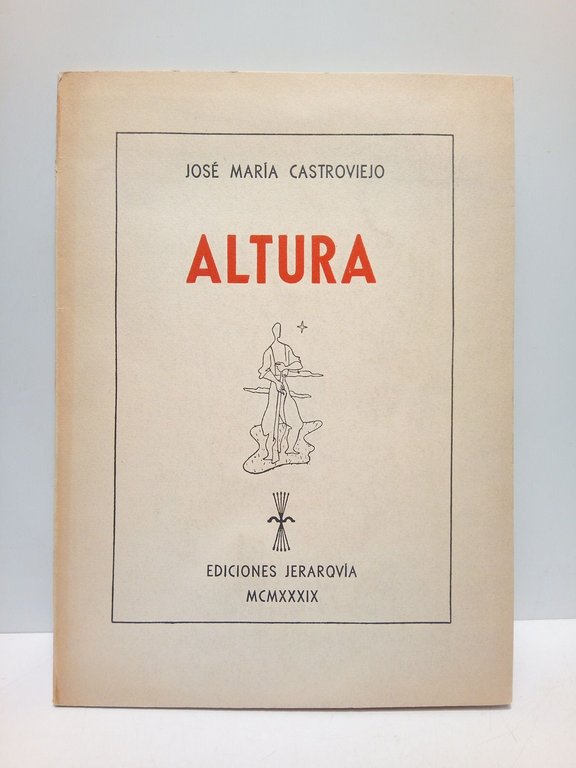 JOSÉ MARÍA CASTROVIEJO
ALTURA
EDICIONES JERARQVÍA
MCMXXXIX